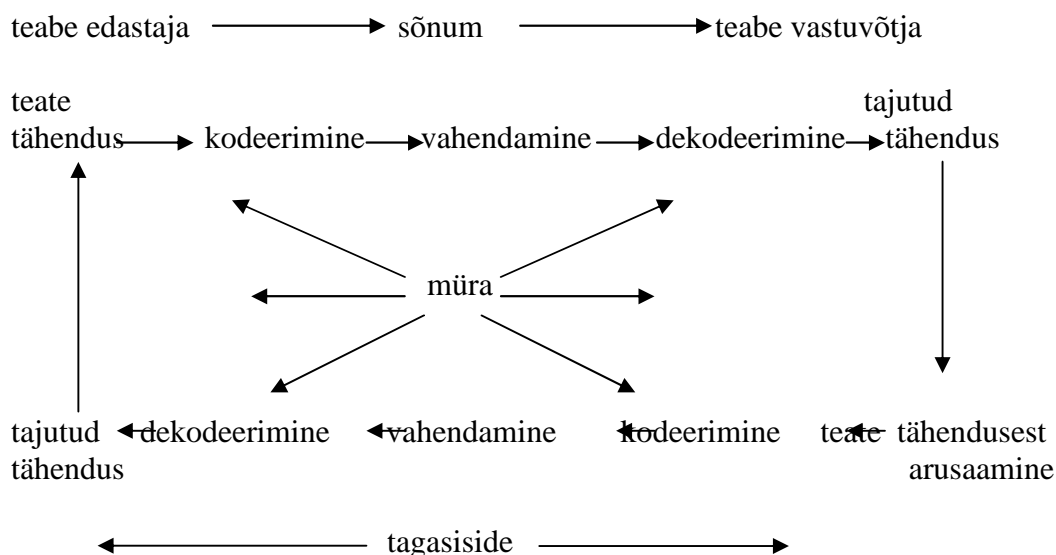 teabe edastaja sõnum teabe vastuvõtja
teate tajutud
tähendus kodeerimine vahendamine dekodeerimine tähendus
müra
tajutud dekodeerimine vahendamine kodeerimine teate tähendusest
tähendus arusaamine
tagasiside